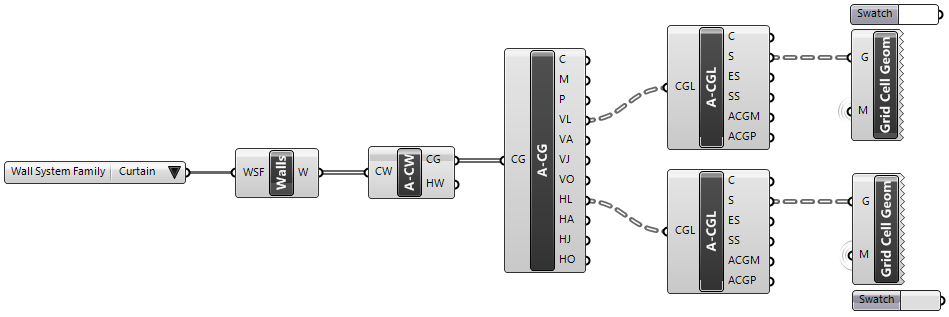 Wall System Family Curtain
WSF Walls W
CW A-CW CG HW
CG A-CG C M P VL VA VJ VO HL HA HJ HO
CGL A-CGL C S ES SS ACGM ACGP
Swatch
G M Grid Cell Geom
CGL A-CGL C S ES SS ACGM ACGP
G M Grid Cell Geom
Swatch